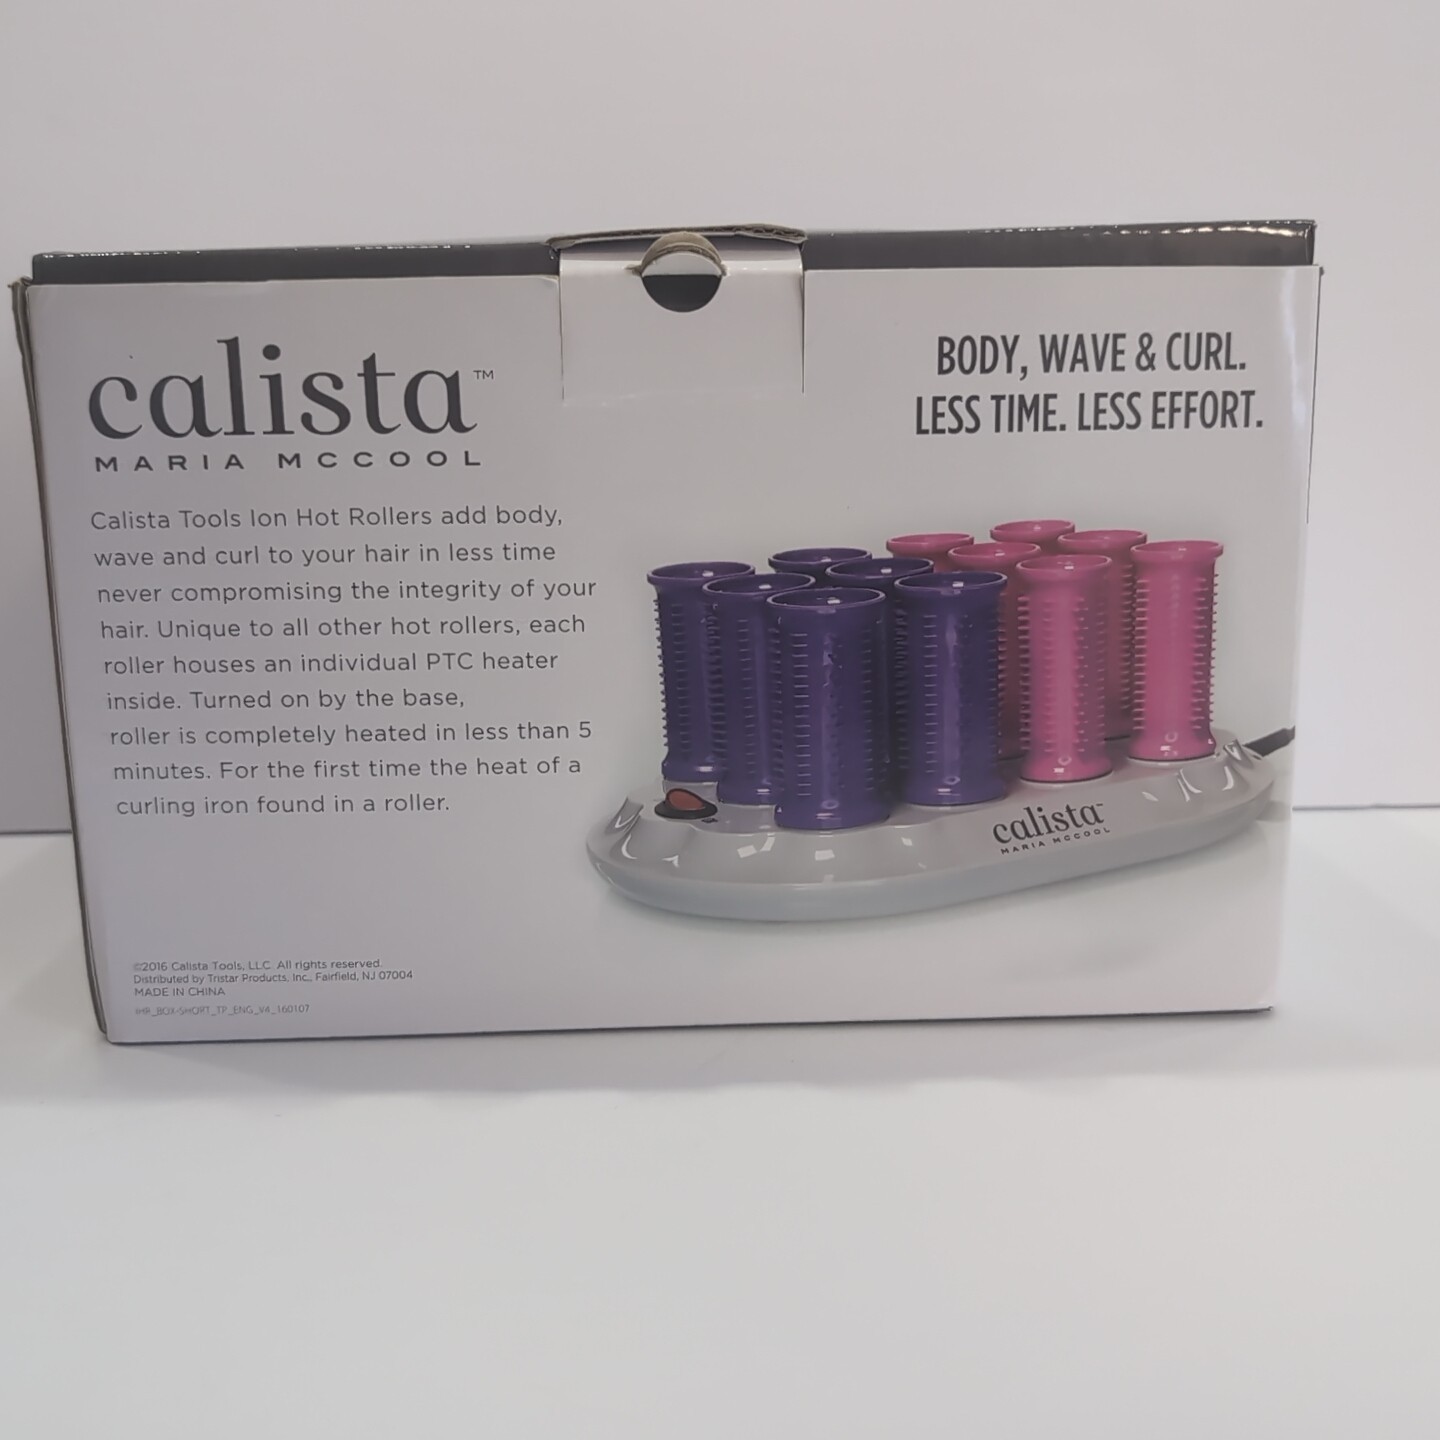 calista™
MARIA MCCOOL
BODY, WAVE & CURL.
LESS TIME. LESS EFFORT.
Calista Tools Ion Hot Rollers add body,
wave and curl to your hair in less time
never compromising the integrity of your
hair. Unique to all other hot rollers, each
roller houses an individual PTC heater
inside. Turned on by the base,
roller is completely heated in less than 5
minutes. For the first time the heat of a
curling iron found in a roller.
calista™
MARIA MCCOOL
©2016 Calista Tools, LLC. All rights reserved.
Distributed by Tristar Products, Inc., Fairfield, NJ 07004
MADE IN CHINA
IHR_BOX-SHORT_TP_ENG_V4_160107